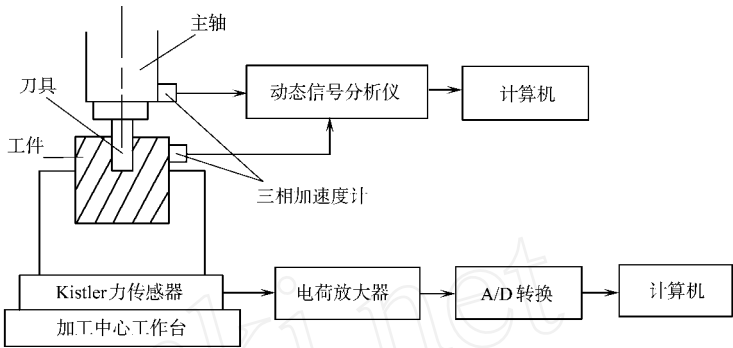 主轴
刀具
动态信号分析仪
计算机
工件
三相加速度计
Kistler力传感器
电荷放大器
A/D 转换
计算机
加工中心工作台